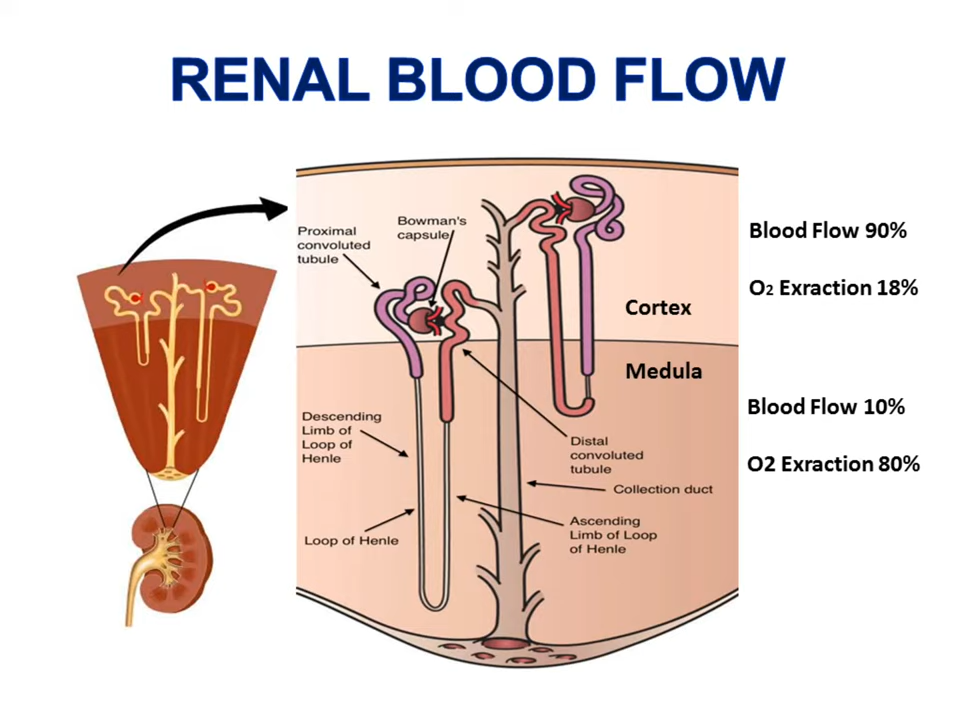 RENAL BLOOD FLOW
Proximal
convoluted
tubule
Bowman's
capsule
Blood Flow 90%
O2 Exraction 18%
Cortex
Medula
Blood Flow 10%
O2 Exraction 80%
Descending
Limb of
Loop of
Henle
Distal
convoluted
tubule
Collection duct
Loop of Henle
Ascending
Limb of Loop
of Henle